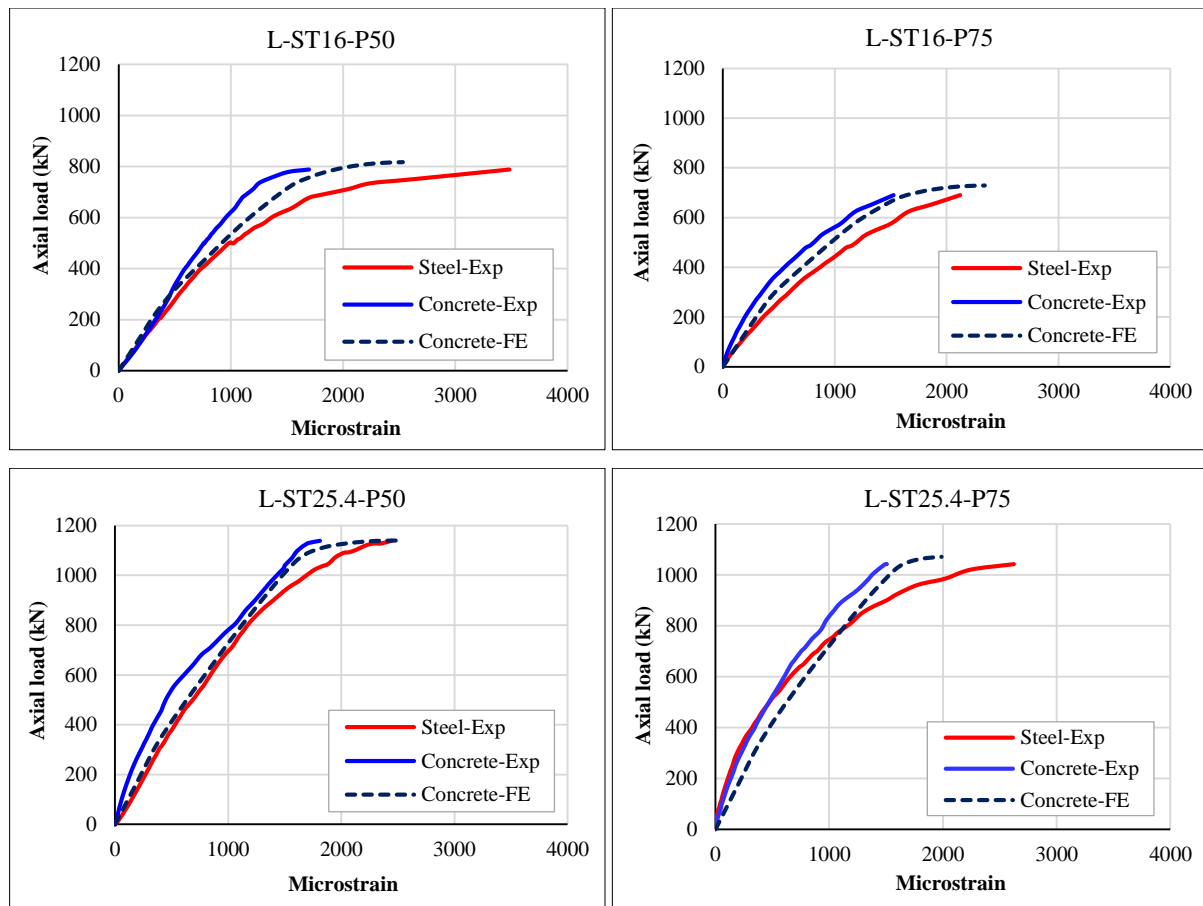 L-ST16-P50
1200
1000
800
600
400
200
0
Axial load (kN)
Steel-Exp
Concrete-Exp
Concrete-FE
0 1000 2000 3000 4000
Microstrain
L-ST16-P75
1200
1000
800
600
400
200
0
Axial load (kN)
Steel-Exp
Concrete-Exp
Concrete-FE
0 1000 2000 3000 4000
Microstrain
L-ST25.4-P50
1200
1000
800
600
400
200
0
Axial load (kN)
Steel-Exp
Concrete-Exp
Concrete-FE
0 1000 2000 3000 4000
Microstrain
L-ST25.4-P75
1200
1000
800
600
400
200
0
Axial load (kN)
Steel-Exp
Concrete-Exp
Concrete-FE
0 1000 2000 3000 4000
Microstrain